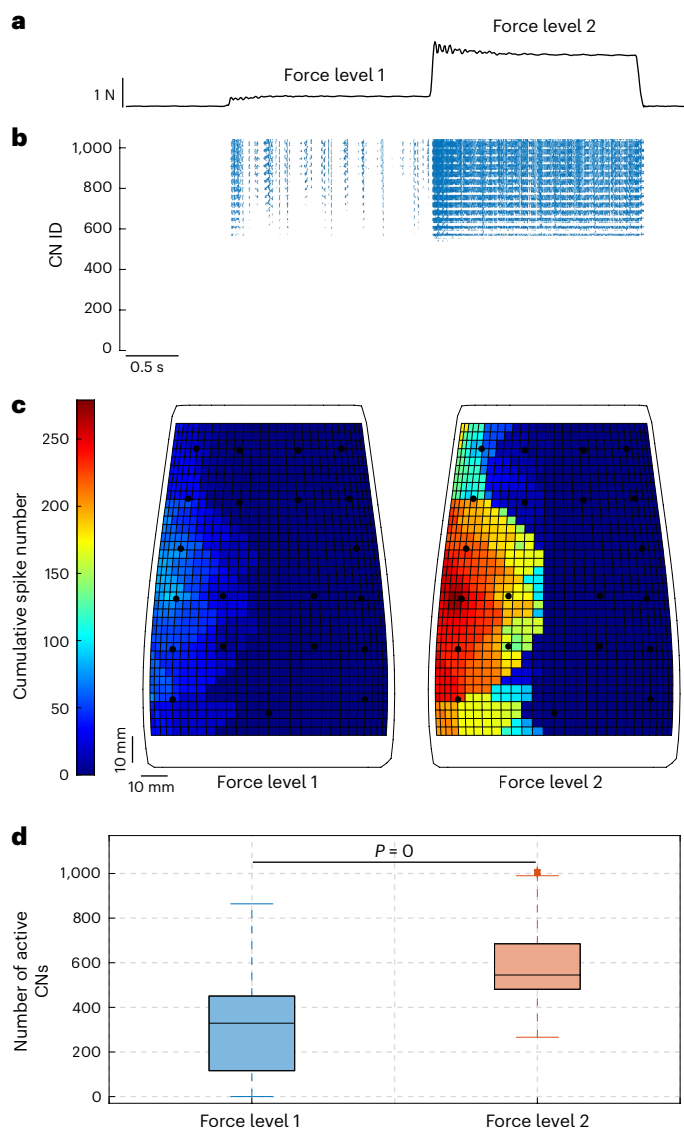 a
Force level 2
Force level 1
1 N
b
1,000
800
600
400
200
0
CN ID
0.5 s
c
250
200
150
100
50
0
Cumulative spike number
10 mm
10 mm
Force level 1
Force level 2
d
P = 0
1,000
800
600
400
200
0
Number of active
CNs
Force level 1
Force level 2